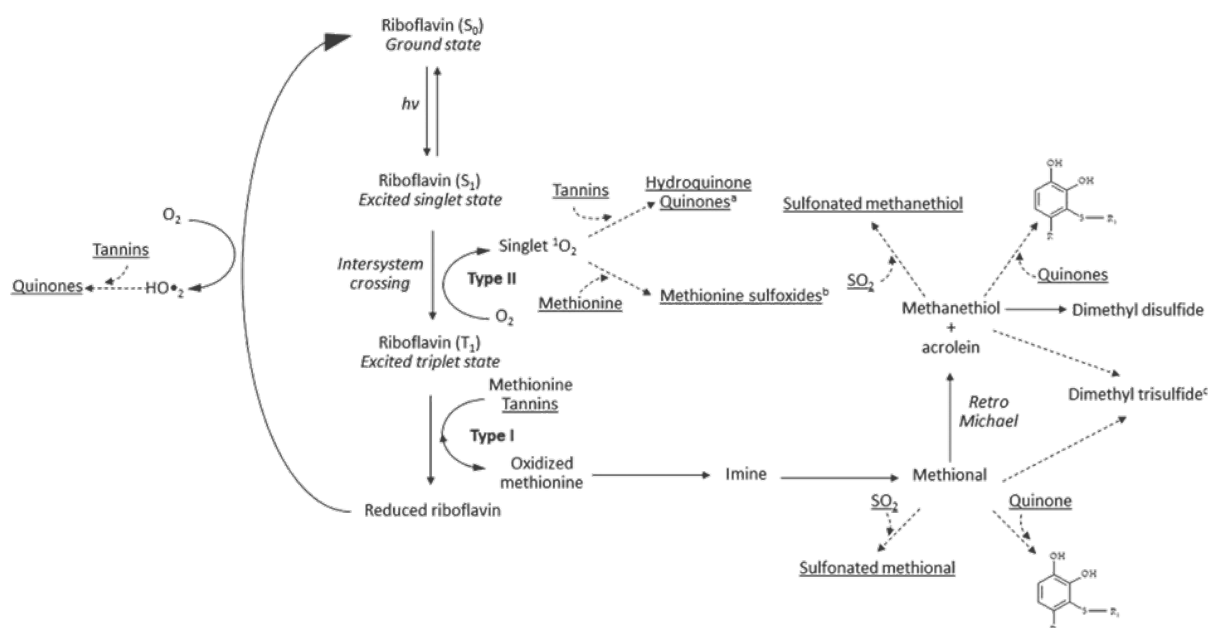 Riboflavin (S₀)
Ground state
hν
Riboflavin (S₁)
Excited singlet state
Tannins
Hydroquinone
Quinonesᵃ
Singlet ¹O₂
Type II
Intersystem
crossing
O₂
Methionine
Methionine sulfoxidesᵇ
Riboflavin (T₁)
Excited triplet state
Methionine
Tannins
Type I
Oxidized
methionine
Reduced riboflavin
O₂
Tannins
Quinones
HO•₂
Imine
Methional
Retro
Michael
Methanethiol
+
acrolein
Sulfonated methanethiol
SO₂
Quinones
OH
OH
S
R₁
R
Dimethyl disulfide
Dimethyl trisulfideᶜ
SO₂
Sulfonated methional
Quinone
OH
OH
S
R₁